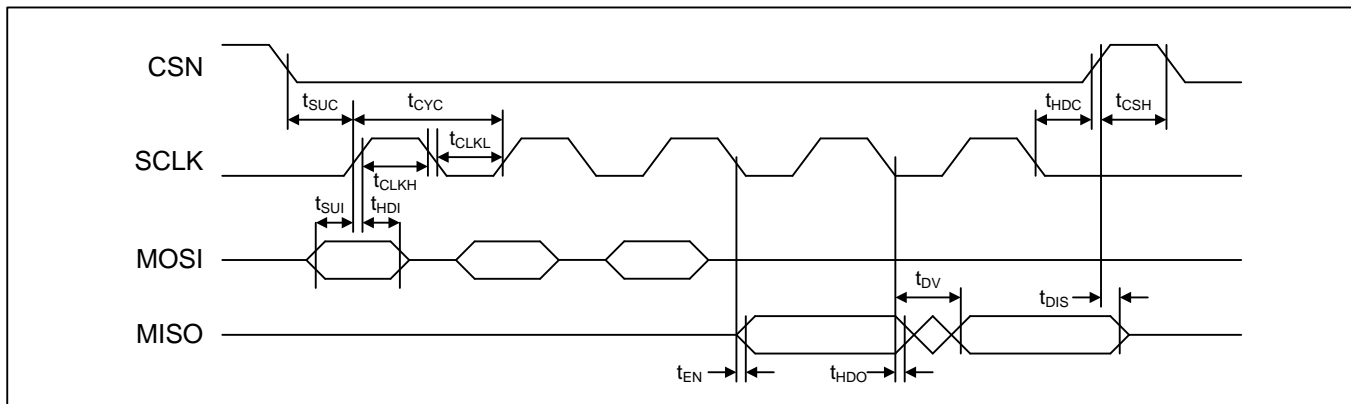 CSN
tSUC
tCYC
tHDC
tCSH
SCLK
tCLKL
tCLKH
tSUI
tHDI
MOSI
tDV
tDIS
MISO
tEN
tHDO